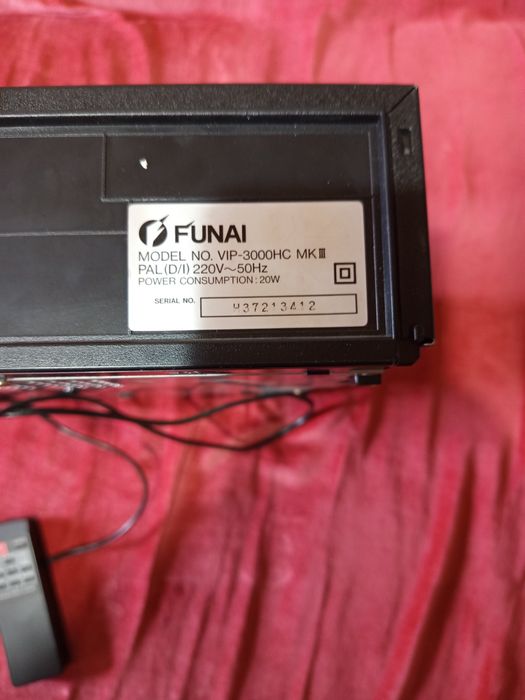 FUNAI
MODEL NO. VIP-3000HC MKIII
PAL(D/I) 220V~50Hz
POWER CONSUMPTION: 20W
SERIAL NO. H37213412